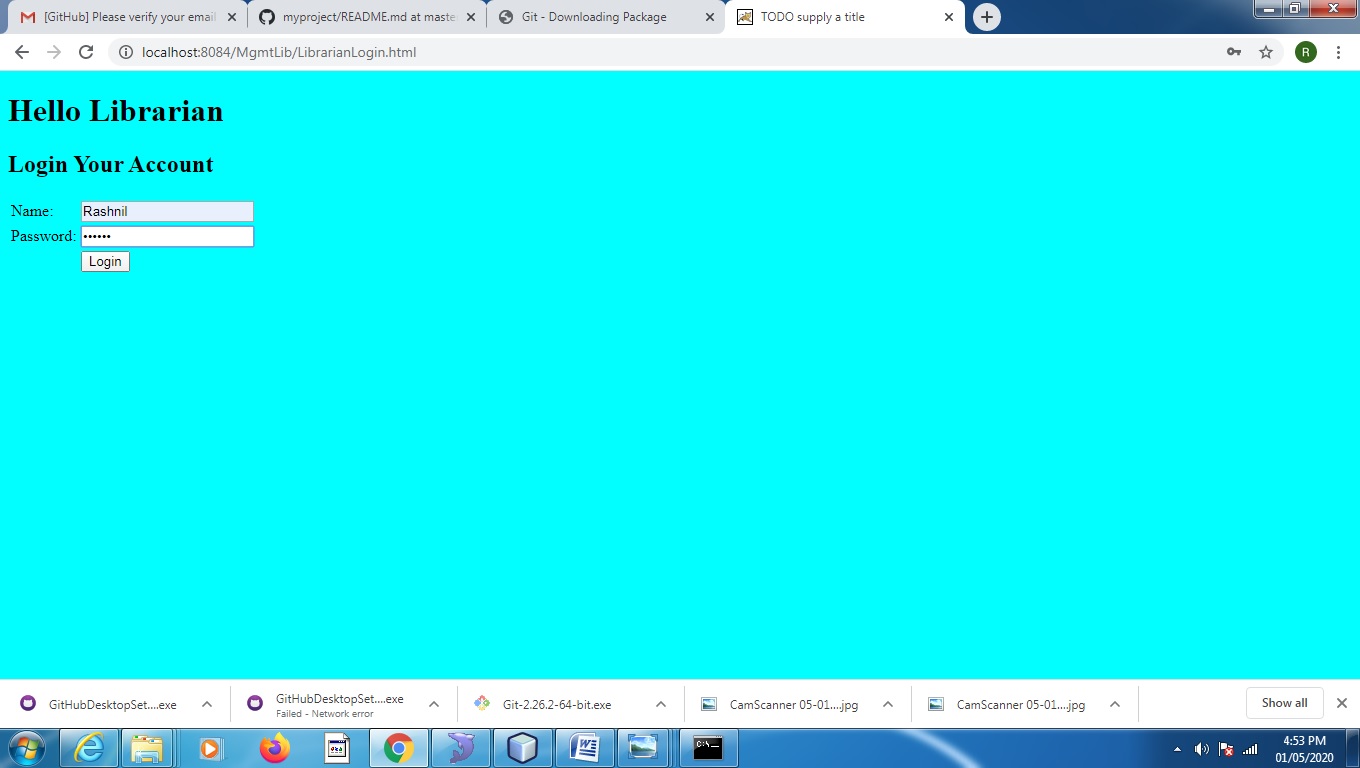 [GitHub] Please verify your email
myproject/README.md at maste
Git - Downloading Package
TODO supply a title
localhost:8084/MgmtLib/LibrarianLogin.html
R
Hello Librarian
Login Your Account
Name: Rashnil
Password: ••••••
Login
GitHubDesktopSet....exe
GitHubDesktopSet....exe
Failed - Network error
Git-2.26.2-64-bit.exe
CamScanner 05-01....jpg
CamScanner 05-01....jpg
Show all
4:53 PM
01/05/2020